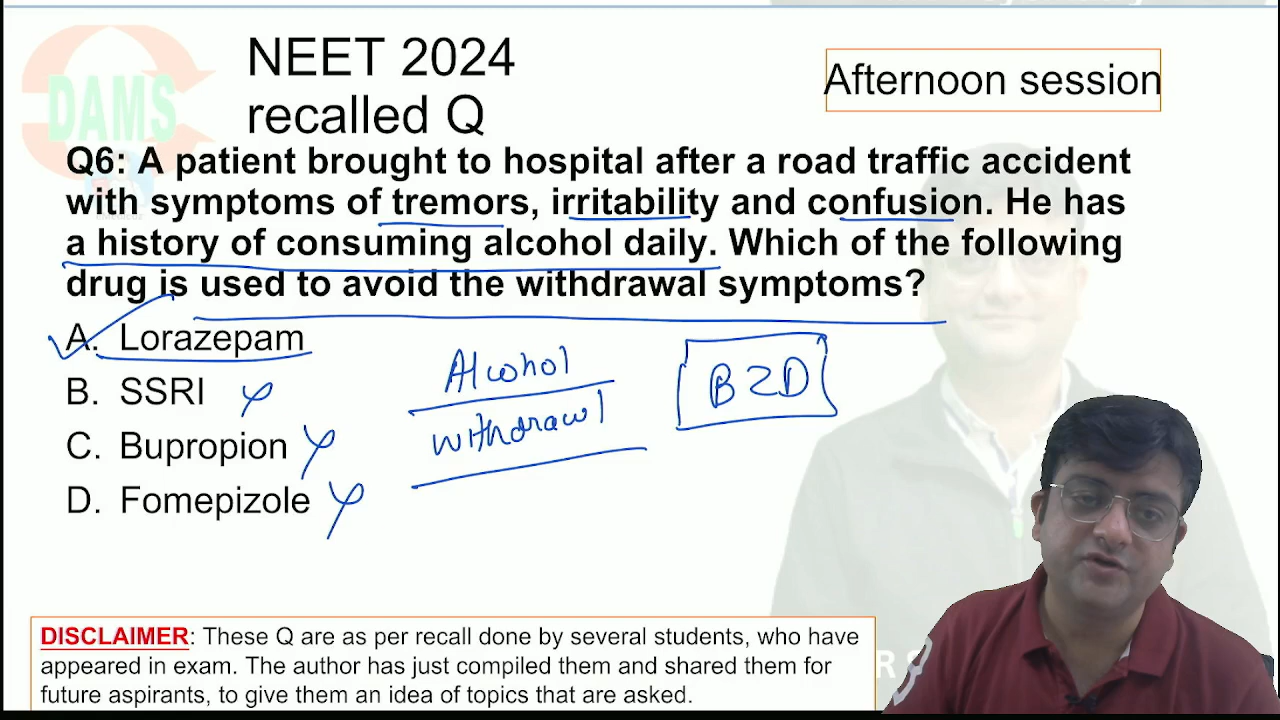 DAMS
NEET 2024
recalled Q
Afternoon session
Q6: A patient brought to hospital after a road traffic accident
with symptoms of tremors, irritability and confusion. He has
a history of consuming alcohol daily. Which of the following
drug is used to avoid the withdrawal symptoms?
A. Lorazepam
B. SSRI
C. Bupropion
D. Fomepizole
Alcohol
withdrawl
BZD
DISCLAIMER: These Q are as per recall done by several students, who have
appeared in exam. The author has just compiled them and shared them for
future aspirants, to give them an idea of topics that are asked.